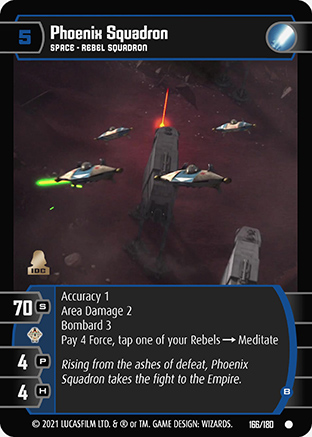 5
Phoenix Squadron
SPACE • REBEL SQUADRON
IDC
70 S
Accuracy 1
Area Damage 2
Bombard 3
Pay 4 Force, tap one of your Rebels → Meditate
4 P
4 H
Rising from the ashes of defeat, Phoenix
Squadron takes the fight to the Empire.
B
© 2021 LUCASFILM LTD. & ® or TM. GAME DESIGN: WIZARDS.
166/180